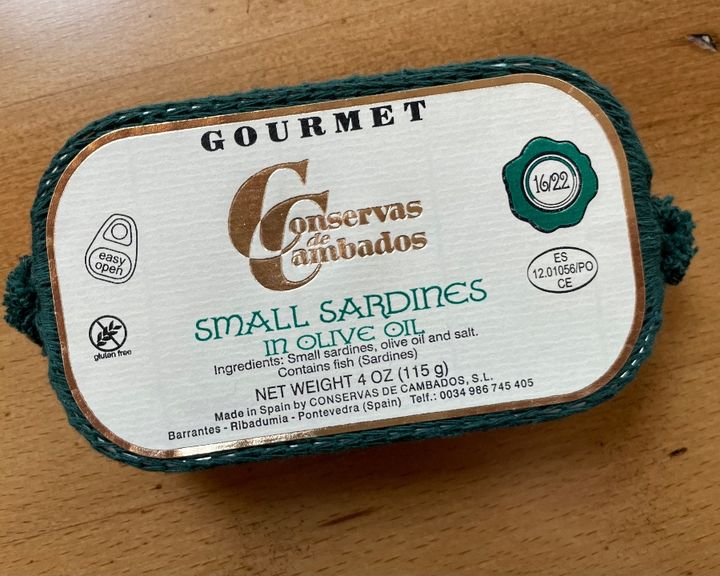 GOURMET
16/22
Conservas
de
Cambados
easy
open
ES
12.01056/PO
CE
SMALL SARDINES
IN OLIVE OIL
gluten free
Ingredients: Small sardines, olive oil and salt.
Contains fish (Sardines)
NET WEIGHT 4 OZ (115 g)
Made in Spain by CONSERVAS DE CAMBADOS, S.L.
Barrantes - Ribadumia - Pontevedra (Spain) Telf.: 0034 986 745 405